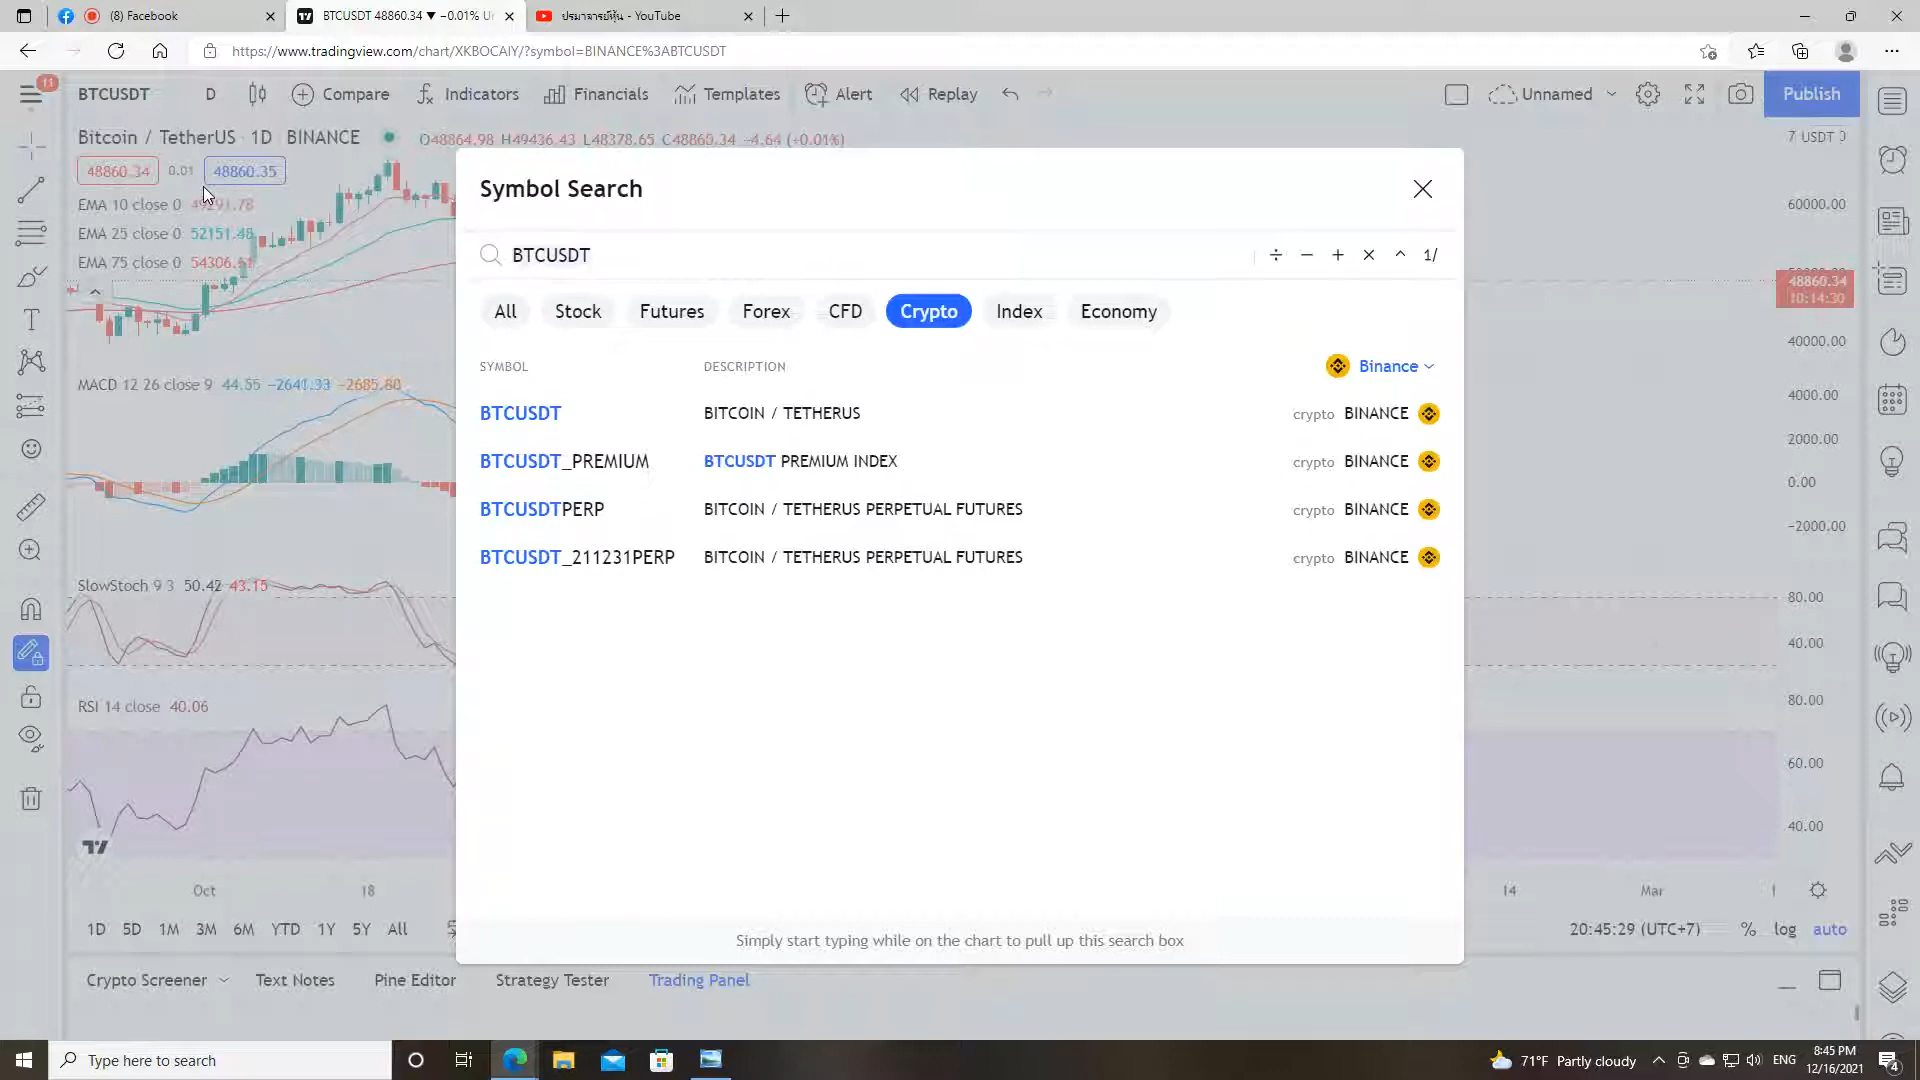 (8) Facebook
BTCUSDT 48860.34 ▼ −0.01% Un
ปรมาจารย์หุ้น - YouTube
https://www.tradingview.com/chart/XKBOCAIY/?symbol=BINANCE%3ABTCUSDT
11
BTCUSDT D Compare Indicators Financials Templates Alert Replay Unnamed Publish
Bitcoin / TetherUS · 1D BINANCE O48864.98 H49436.43 L48378.65 C48860.34 −4.64 (−0.01%)
7 USDT
48860.34 0.01 48860.35
EMA 10 close 0 49291.78
EMA 25 close 0 52151.48
EMA 75 close 0 54306.51
60000.00
48860.34
10:14:30
40000.00
Symbol Search
BTCUSDT ÷ − + × ^ 1/
All Stock Futures Forex CFD Crypto Index Economy
SYMBOL DESCRIPTION Binance
BTCUSDT BITCOIN / TETHERUS crypto BINANCE
BTCUSDT_PREMIUM BTCUSDT PREMIUM INDEX crypto BINANCE
BTCUSDTPERP BITCOIN / TETHERUS PERPETUAL FUTURES crypto BINANCE
BTCUSDT_211231PERP BITCOIN / TETHERUS PERPETUAL FUTURES crypto BINANCE
Simply start typing while on the chart to pull up this search box
MACD 12 26 close 9 44.55 −2641.33 −2685.80
4000.00
2000.00
0.00
−2000.00
SlowStoch 9 3 50.42 43.15
80.00
40.00
RSI 14 close 40.06
80.00
60.00
40.00
Oct 18 14 Mar
1D 5D 1M 3M 6M YTD 1Y 5Y All
20:45:29 (UTC+7) % log auto
Crypto Screener Text Notes Pine Editor Strategy Tester Trading Panel
Type here to search
71°F Partly cloudy
ENG
8:45 PM
12/16/2021
4